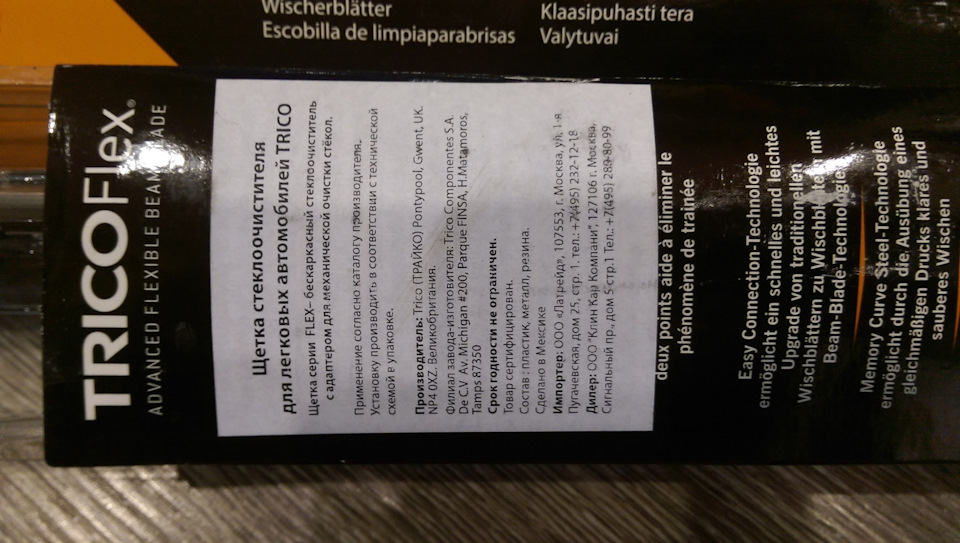 Wischerblätter
Escobilla de limpiaparabrisas
Klaasipuhasti tera
Valytuvai
TRICOFlex®
ADVANCED FLEXIBLE BEAM BLADE
Щетка стеклоочистителя
для легковых автомобилей TRICO
Щетка серии FLEX– бескаркасный стеклоочиститель
с адаптером для механической очистки стёкол.
Применение согласно каталогу производителя.
Установку производить в соответствии с технической
схемой в упаковке.
Производитель: Trico (ТРАЙКО) Pontypool, Gwent, UK.
NP4 0XZ. Великобритания.
Филиал завода-изготовителя: Trico Componentes S.A.
De C.V Av. Michigan #200, Parque FINSA, H.Matamoros,
Tamps 87350
Срок годности не ограничен.
Товар сертифицирован.
Состав : пластик, металл, резина.
Сделано в Мексике
Импортер: ООО «Латрейд», 107553, г. Москва, ул. 1-я
Пугачевская, дом 25, стр. 1. тел.: +7(495) 232-12-18
Дилер: ООО "Клин Кар Компани", 127106 г. Москва,
Сигнальный пр., дом 5 стр.1 Тел.: +7(495) 280-80-99
deux points aide à éliminer le
phénomène de trainée
Easy Connection-Technologie
ermöglicht ein schnelles und leichtes
Upgrade von traditionellen
Wischblättern zu Wischblättern mit
Beam-Blade-Technologie
Memory Curve Steel-Technologie
ermöglicht durch die Ausübung eines
gleichmäßigen Drucks klares und
sauberes Wischen